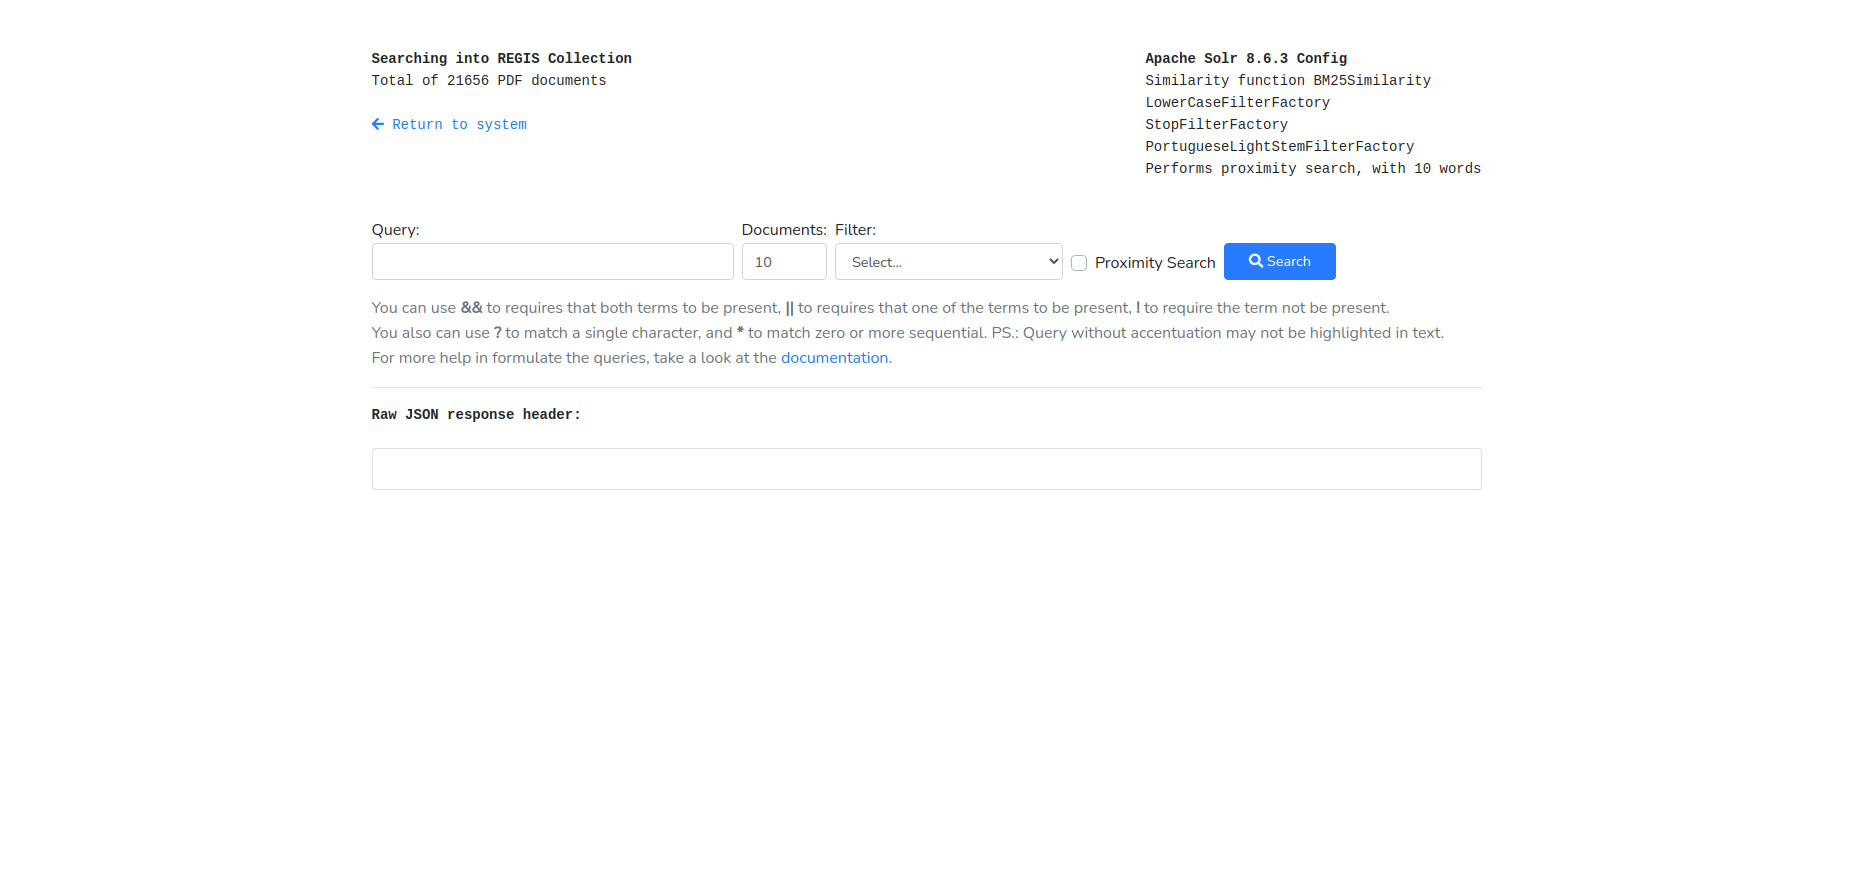 Searching into REGIS Collection
Total of 21656 PDF documents
← Return to system
Apache Solr 8.6.3 Config
Similarity function BM25Similarity
LowerCaseFilterFactory
StopFilterFactory
PortugueseLightStemFilterFactory
Performs proximity search, with 10 words
Query: Documents: Filter:
10 Select... Proximity Search Search
You can use && to requires that both terms to be present, || to requires that one of the terms to be present, ! to require the term not be present.
You also can use ? to match a single character, and * to match zero or more sequential. PS.: Query without accentuation may not be highlighted in text.
For more help in formulate the queries, take a look at the documentation.
Raw JSON response header: